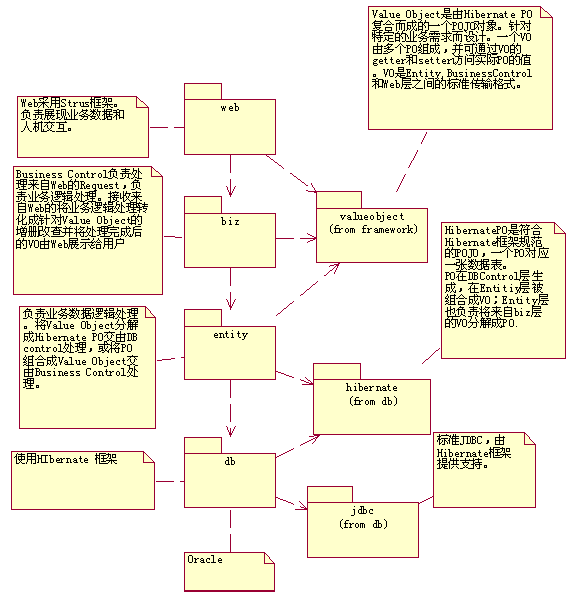 Value Object是由Hibernate PO
复合而成的一个POJO对象。针对
特定的业务需求而设计。一个VO
由多个PO组成，并可通过VO的
getter和setter访问实际PO的值
。VO是Entity,BusinessControl
和Web层之间的标准传输格式。
Web采用Strus框架。
负责展现业务数据和
人机交互。
web
Business Control负责处
理来自Web的Request，负
责业务逻辑处理。接收来
自Web的将业务逻辑处理转
化成针对Value Object的
增删改查并将处理完成后
的VO由Web展示给用户
biz
valueobject
(from framework)
HibernatePO是符合
Hibernate框架规范
的POJO，一个PO对应
一张数据表。
PO在DBControl层生
成，在Entitiy层被
组合成VO；Entity层
也负责将来自biz层
的VO分解成PO.
负责业务数据逻辑处理
。将Value Object分解
成Hibernate PO交由DB
control处理，或将PO
组合成Value Object交
由Business Control处
理。
entity
hibernate
(from db)
使用HIbernate 框架
db
标准JDBC，由
Hibernate框架
提供支持。
jdbc
(from db)
Oracle